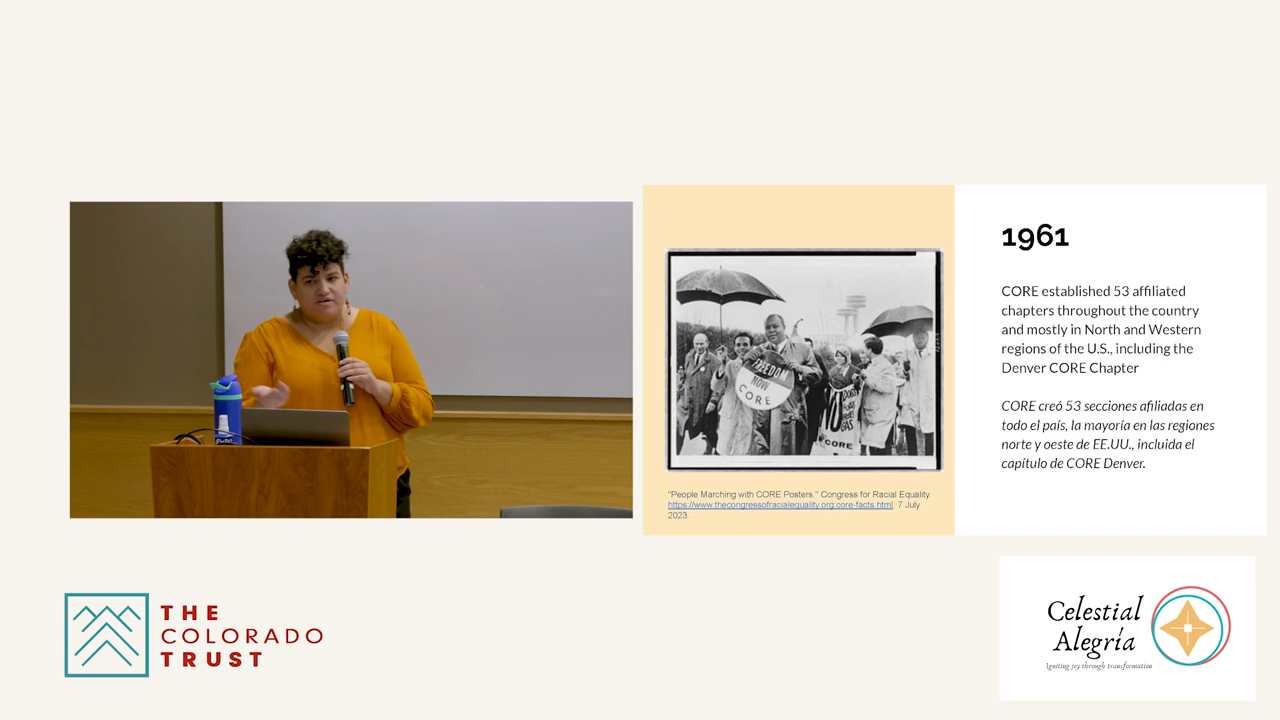 1961
CORE established 53 affiliated
chapters throughout the country
and mostly in North and Western
regions of the U.S., including the
Denver CORE Chapter
CORE creó 53 secciones afiliadas en
todo el país, la mayoría en las regiones
norte y oeste de EE.UU., incluida el
capítulo de CORE Denver.
FREEDOM
NOW
CORE
CORE
"People Marching with CORE Posters." Congress for Racial Equality.
https://www.thecongressofracialequality.org:core-facts.html. 7 July
2023.
THE
COLORADO
TRUST
Celestial
Alegría
Igniting joy through transformation